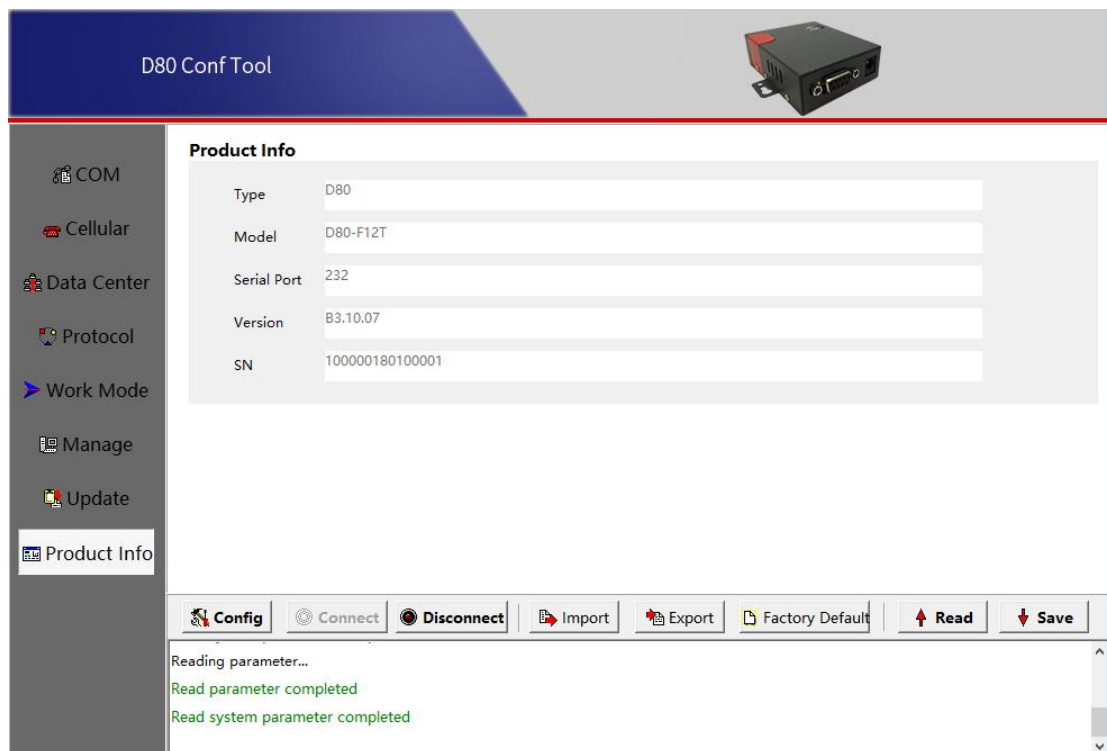 D80 Conf Tool
COM
Cellular
Data Center
Protocol
Work Mode
Manage
Update
Product Info
Product Info
Type D80
Model D80-F12T
Serial Port 232
Version B3.10.07
SN 100000180100001
Config Connect Disconnect Import Export Factory Default Read Save
Reading parameter...
Read parameter completed
Read system parameter completed